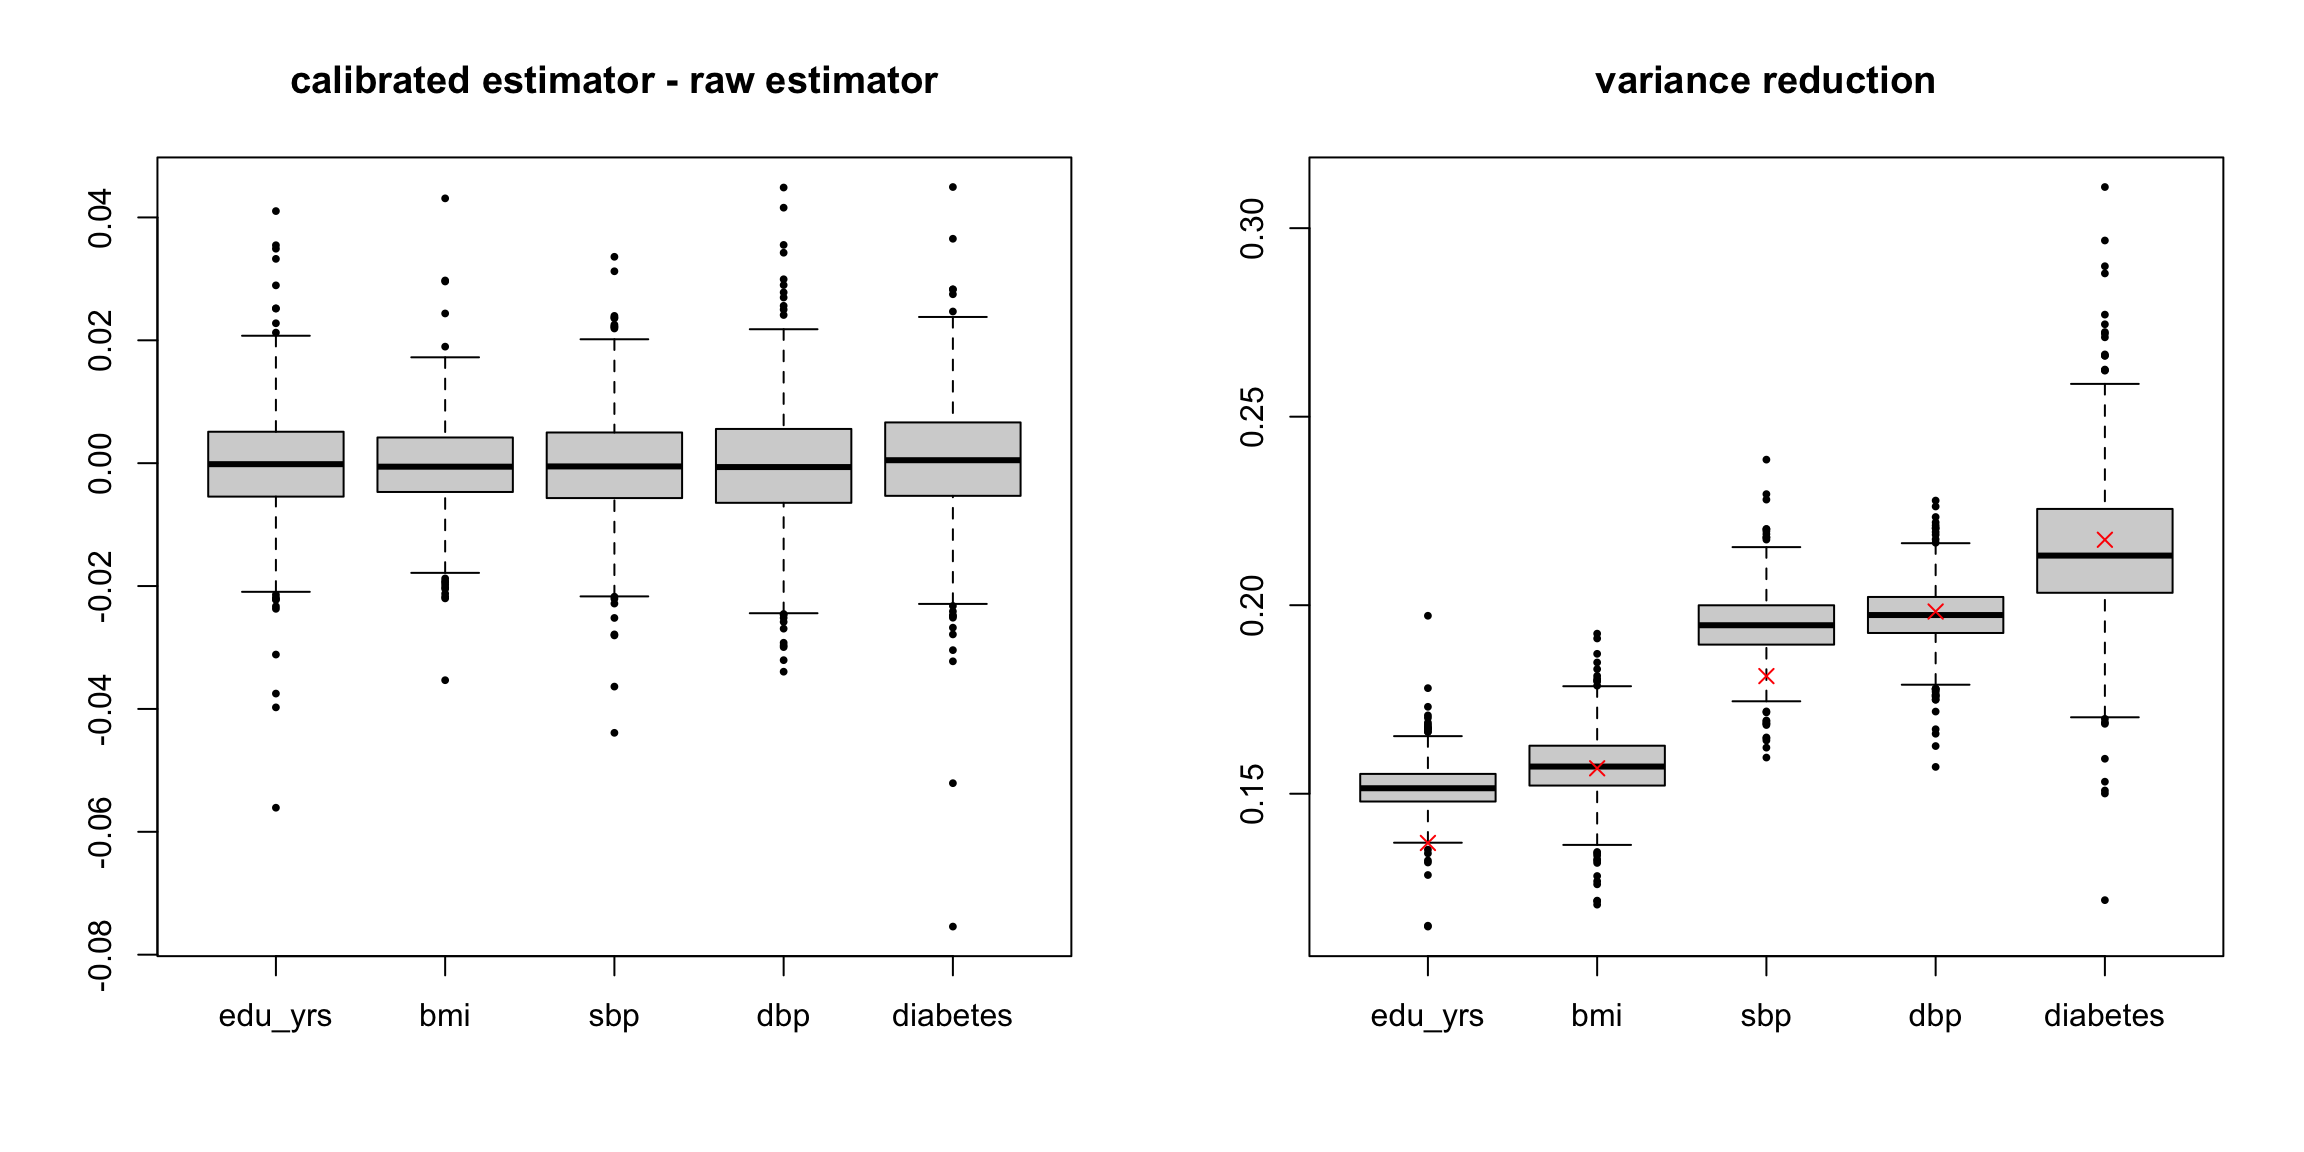 calibrated estimator - raw estimator
0.04
0.02
0.00
-0.02
-0.04
-0.06
-0.08
edu_yrs bmi sbp dbp diabetes
variance reduction
0.30
0.25
0.20
0.15
edu_yrs bmi sbp dbp diabetes